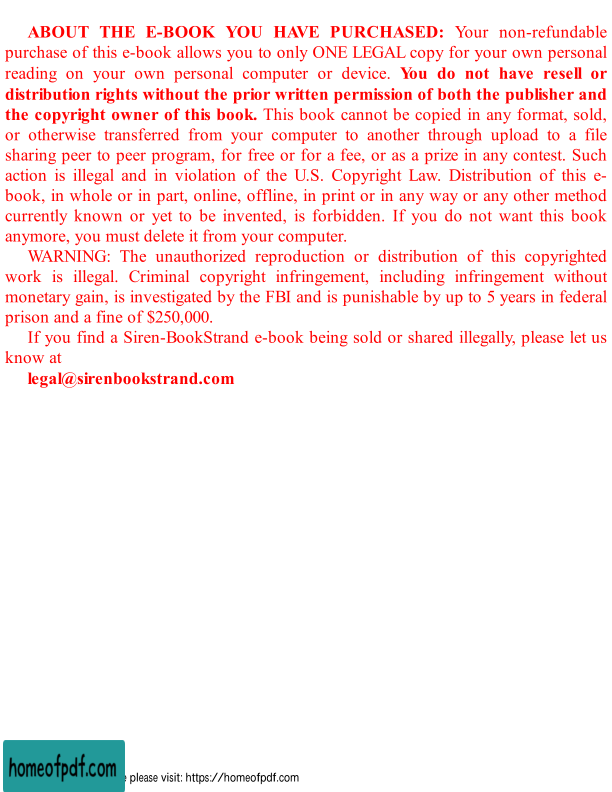 ABOUT THE E-BOOK YOU HAVE PURCHASED: Your non-refundable
purchase of this e-book allows you to only ONE LEGAL copy for your own personal
reading on your own personal computer or device. You do not have resell or
distribution rights without the prior written permission of both the publisher and
the copyright owner of this book. This book cannot be copied in any format, sold,
or otherwise transferred from your computer to another through upload to a file
sharing peer to peer program, for free or for a fee, or as a prize in any contest. Such
action is illegal and in violation of the U.S. Copyright Law. Distribution of this e-
book, in whole or in part, online, offline, in print or in any way or any other method
currently known or yet to be invented, is forbidden. If you do not want this book
anymore, you must delete it from your computer.
WARNING: The unauthorized reproduction or distribution of this copyrighted
work is illegal. Criminal copyright infringement, including infringement without
monetary gain, is investigated by the FBI and is punishable by up to 5 years in federal
prison and a fine of $250,000.
If you find a Siren-BookStrand e-book being sold or shared illegally, please let us
know at
legal@sirenbookstrand.com
homeofpdf.com please visit: https://homeofpdf.com